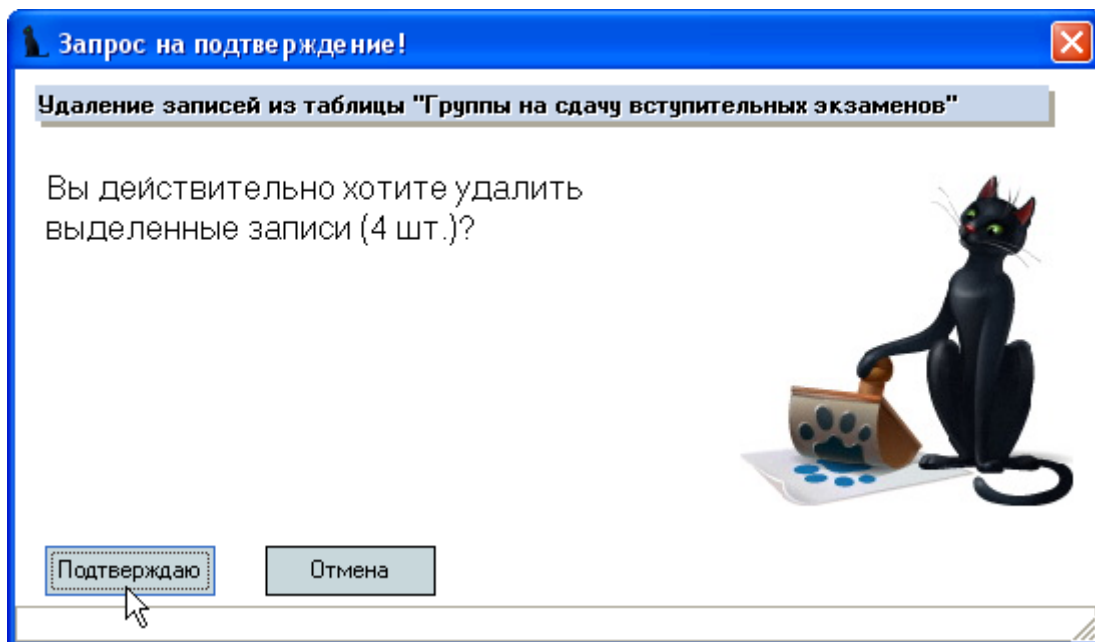 Запрос на подтверждение!
Удаление записей из таблицы "Группы на сдачу вступительных экзаменов"
Вы действительно хотите удалить
выделенные записи (4 шт.)?
Подтверждаю
Отмена